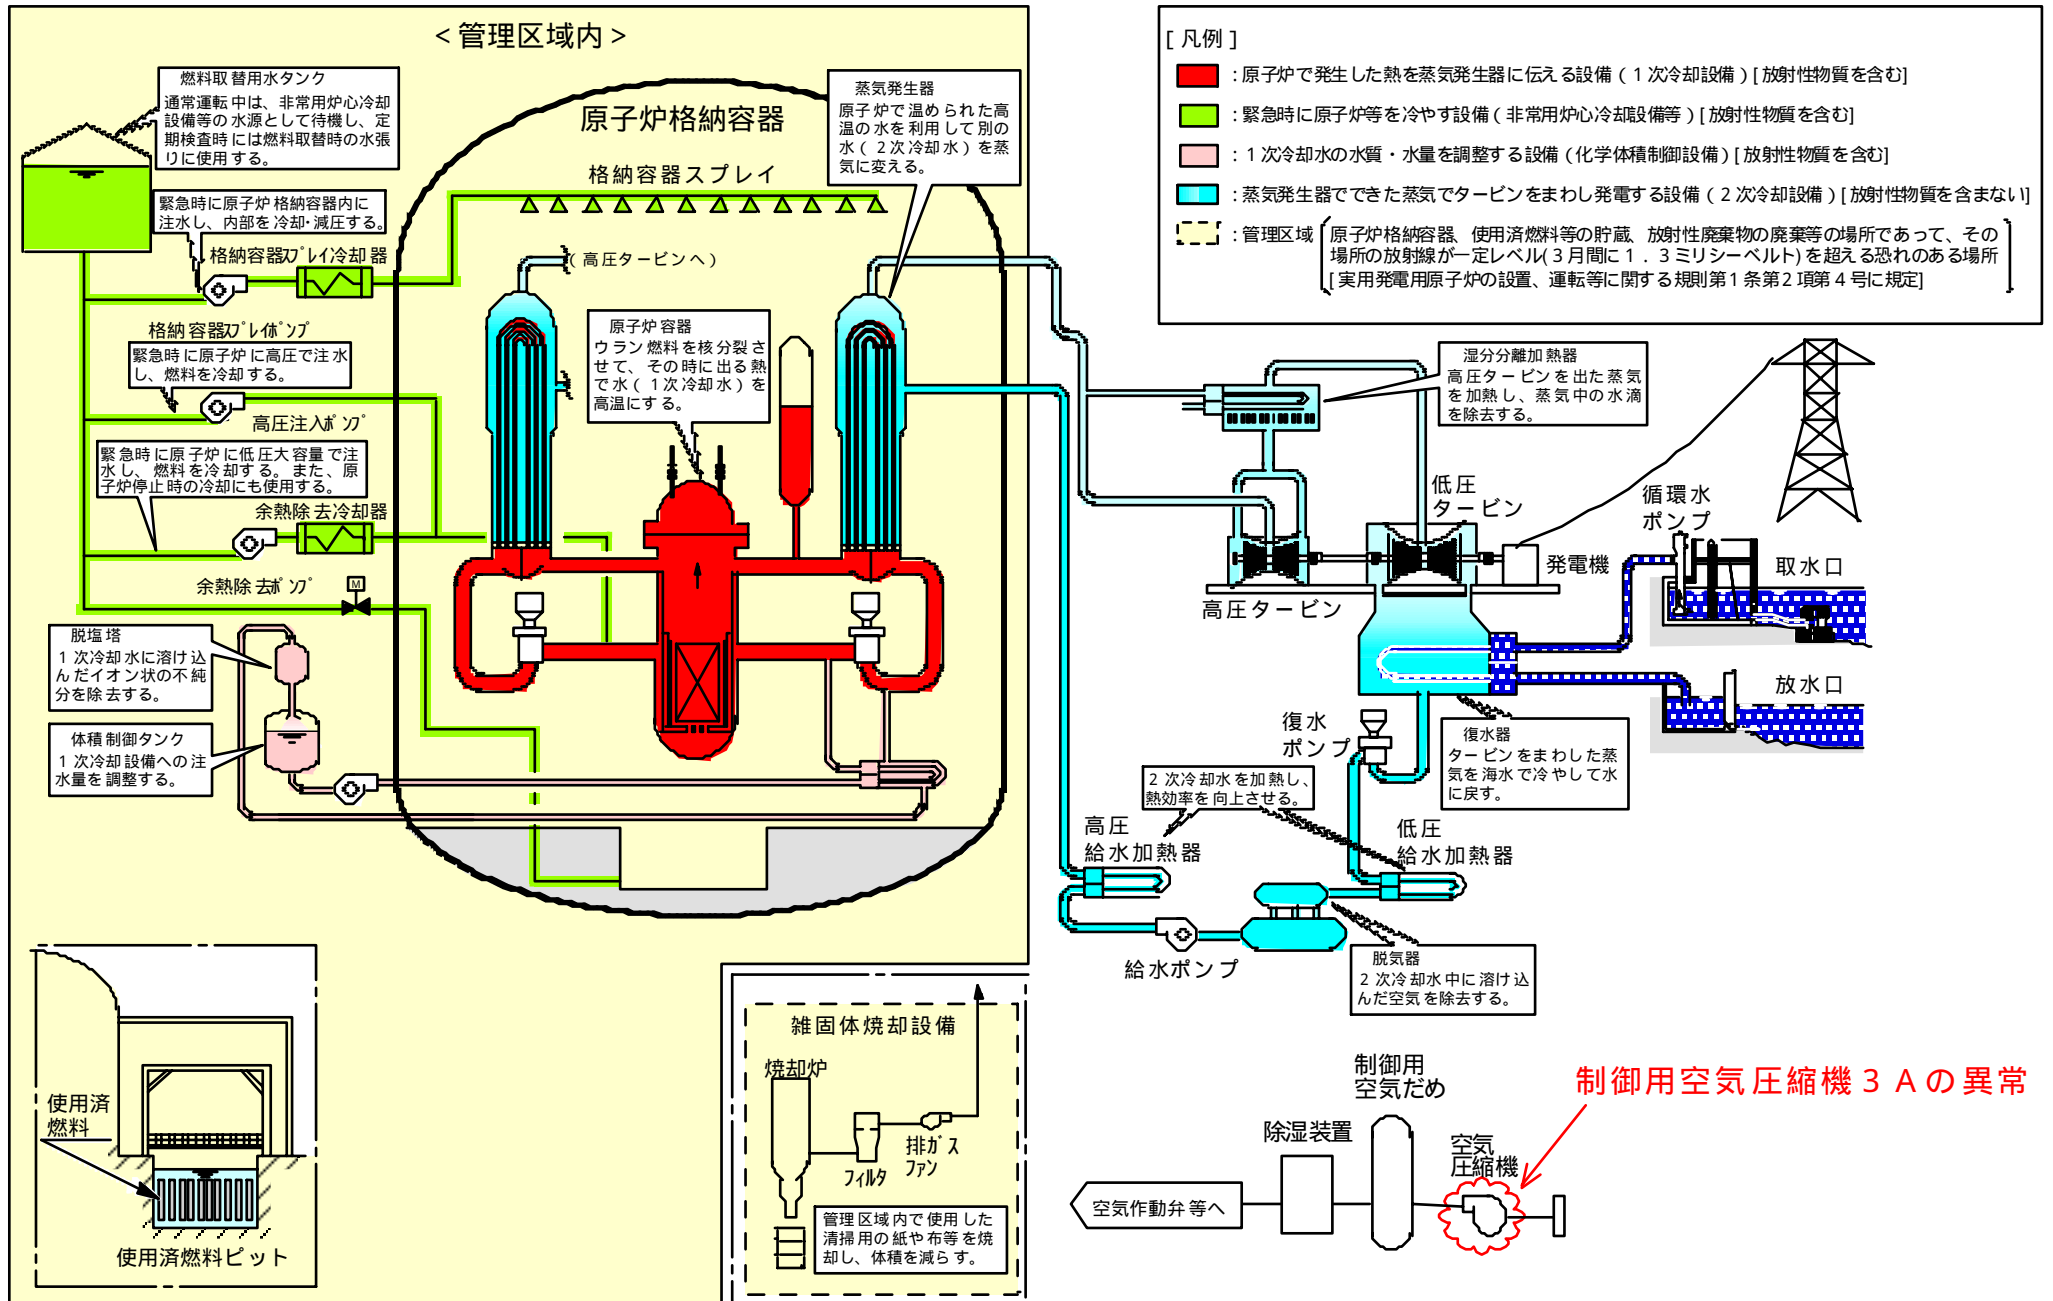 ＜管理区域内＞
燃料取替用水タンク
通常運転中は、非常用炉心冷却
設備等の水源として待機し、定
期検査時には燃料取替時の水張
りに使用する。
緊急時に原子炉格納容器内に
注水し、内部を冷却・減圧する。
格納容器ｽﾌﾟﾚｲ冷却器
格納容器ｽﾌﾟﾚｲﾎﾟﾝﾌﾟ
緊急時に原子炉に高圧で注水
し、燃料を冷却する。
高圧注入ﾎﾟﾝﾌﾟ
緊急時に原子炉に低圧大容量で注
水し、燃料を冷却する。また、原
子炉停止時の冷却にも使用する。
余熱除去冷却器
余熱除去ﾎﾟﾝﾌﾟ
M
脱塩塔
１次冷却水に溶け込
んだイオン状の不純
分を除去する。
体積制御タンク
１次冷却設備への注
水量を調整する。
原子炉格納容器
格納容器スプレイ
（高圧タービンへ）
蒸気発生器
原子炉で温められた高
温の水を利用して別の
水（２次冷却水）を蒸
気に変える。
原子炉容器
ウラン燃料を核分裂さ
せて、その時に出る熱
で水（１次冷却水）を
高温にする。
[凡例]
：原子炉で発生した熱を蒸気発生器に伝える設備（１次冷却設備）[放射性物質を含む]
：緊急時に原子炉等を冷やす設備（非常用炉心冷却設備等）[放射性物質を含む]
：１次冷却水の水質・水量を調整する設備（化学体積制御設備）[放射性物質を含む]
：蒸気発生器でできた蒸気でタービンをまわし発電する設備（２次冷却設備）[放射性物質を含まない]
：管理区域
原子炉格納容器、使用済燃料等の貯蔵、放射性廃棄物の廃棄等の場所であって、その
場所の放射線が一定レベル(３月間に１．３ミリシーベルト)を超える恐れのある場所
[実用発電用原子炉の設置、運転等に関する規則第１条第２項第４号に規定]
湿分分離加熱器
高圧タービンを出た蒸気
を加熱し、蒸気中の水滴
を除去する。
低圧
タービン
高圧タービン
発電機
循環水
ポンプ
取水口
放水口
復水
ポンプ
復水器
タービンをまわした蒸
気を海水で冷やして水
に戻す。
２次冷却水を加熱し、
熱効率を向上させる。
高圧
給水加熱器
低圧
給水加熱器
給水ポンプ
脱気器
２次冷却水中に溶け込
んだ空気を除去する。
使用済
燃料
使用済燃料ピット
雑固体焼却設備
焼却炉
フィルタ
排ｶﾞｽ
ﾌｧﾝ
管理区域内で使用した
清掃用の紙や布等を焼
却し、体積を減らす。
制御用空気圧縮機３Ａの異常
制御用
空気だめ
除湿装置
空気
圧縮機
空気作動弁等へ